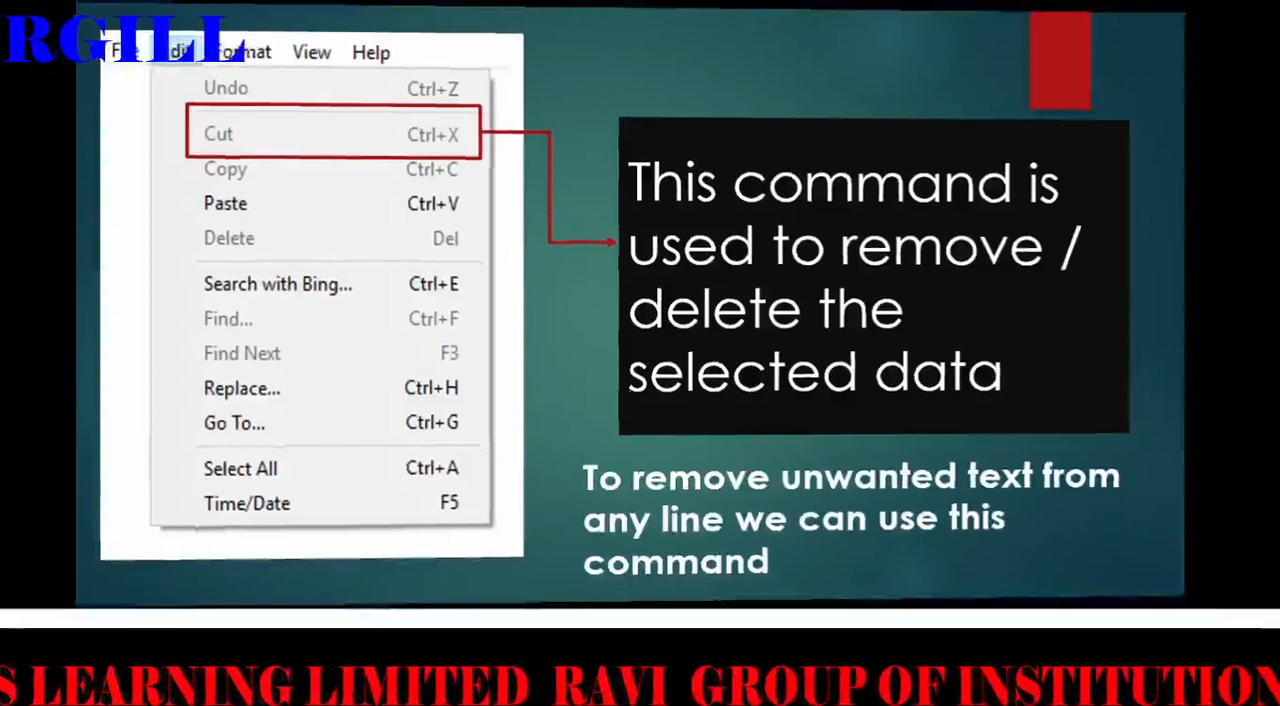 RGILL
File Edit Format View Help
Undo Ctrl+Z
Cut Ctrl+X
Copy Ctrl+C
Paste Ctrl+V
Delete Del
Search with Bing... Ctrl+E
Find... Ctrl+F
Find Next F3
Replace... Ctrl+H
Go To... Ctrl+G
Select All Ctrl+A
Time/Date F5
This command is
used to remove /
delete the
selected data
To remove unwanted text from
any line we can use this
command
S LEARNING LIMITED RAVI GROUP OF INSTITUTION